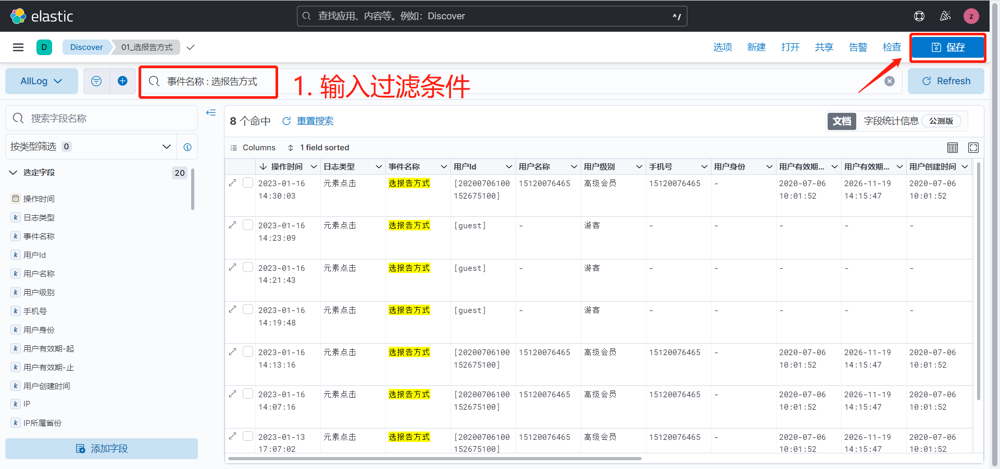 elastic
查找应用、内容等。例如：Discover
^/
z
D
Discover
01_选报告方式
选项
新建
打开
共享
告警
检查
保存
AllLog
事件名称 : 选报告方式
1. 输入过滤条件
Refresh
搜索字段名称
按类型筛选 0
选定字段 20
操作时间
k 日志类型
k 事件名称
k 用户Id
k 用户名称
k 用户级别
k 手机号
k 用户身份
k 用户有效期-起
k 用户有效期-止
k 用户创建时间
k IP
k IP所属省份
添加字段
8 个命中
重置搜索
文档
字段统计信息
公测版
Columns
1 field sorted
操作时间 日志类型 事件名称 用户Id 用户名称 用户级别 手机号 用户身份 用户有效期... 用户有效期... 用户创建时间
2023-01-16 元素点击 选报告方式 [20200706100 15120076465 高级会员 15120076465 - 2020-07-06 2026-11-19 2020-07-06
14:30:03 152675100] 10:01:52 14:15:47 10:01:52
2023-01-16 元素点击 选报告方式 [guest] - 游客 - - - - -
14:23:09
2023-01-16 元素点击 选报告方式 [guest] - 游客 - - - - -
14:21:43
2023-01-16 元素点击 选报告方式 [guest] - 游客 - - - - -
14:19:48
2023-01-16 元素点击 选报告方式 [20200706100 15120076465 高级会员 15120076465 - 2020-07-06 2026-11-19 2020-07-06
14:13:16 152675100] 10:01:52 14:15:47 10:01:52
2023-01-16 元素点击 选报告方式 [20200706100 15120076465 高级会员 15120076465 - 2020-07-06 2026-11-19 2020-07-06
14:07:16 152675100] 10:01:52 14:15:47 10:01:52
2023-01-13 元素点击 选报告方式 [20200706100 15120076465 高级会员 15120076465 - 2020-07-06 2026-11-19 2020-07-06
17:07:02 152675100] 10:01:52 14:15:47 10:01:52